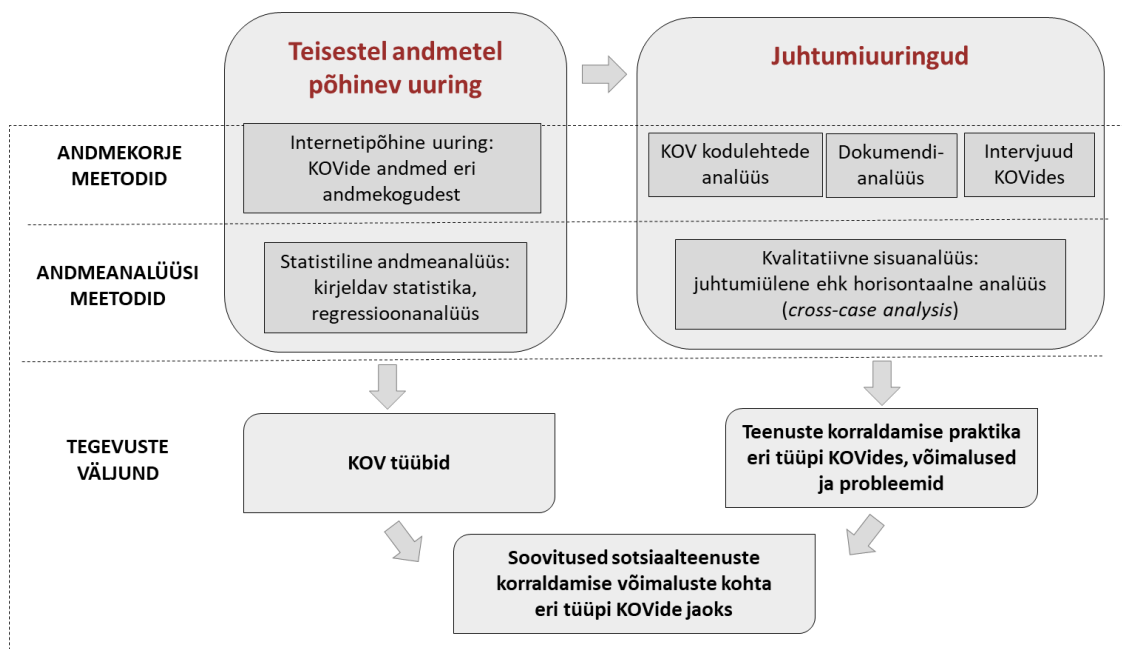 Teisestel andmetel
põhinev uuring
Juhtumiuuringud
ANDMEKORJE
MEETODID
Internetipõhine uuring:
KOVide andmed eri
andmekogudest
KOV kodulehtede
analüüs
Dokumendi-
analüüs
Intervjuud
KOVides
ANDMEANALÜÜSI
MEETODID
Statistiline andmeanalüüs:
kirjeldav statistika,
regressioonanalüüs
Kvalitatiivne sisuanalüüs:
juhtumiülene ehk horisontaalne analüüs
(cross-case analysis)
TEGEVUSTE
VÄLJUND
KOV tüübid
Teenuste korraldamise praktika
eri tüüpi KOVides, võimalused
ja probleemid
Soovitused sotsiaalteenuste
korraldamise võimaluste kohta
eri tüüpi KOVide jaoks